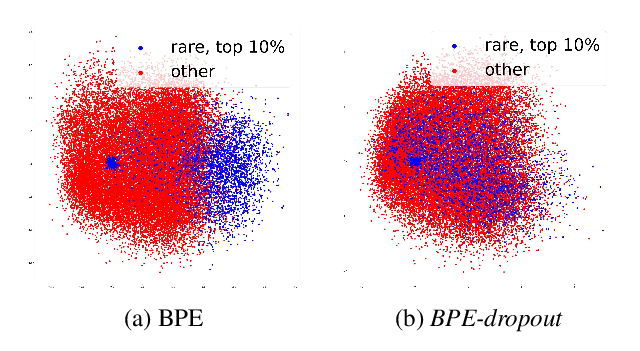 rare, top 10%
other
rare, top 10%
other
(a) BPE
(b) BPE-dropout